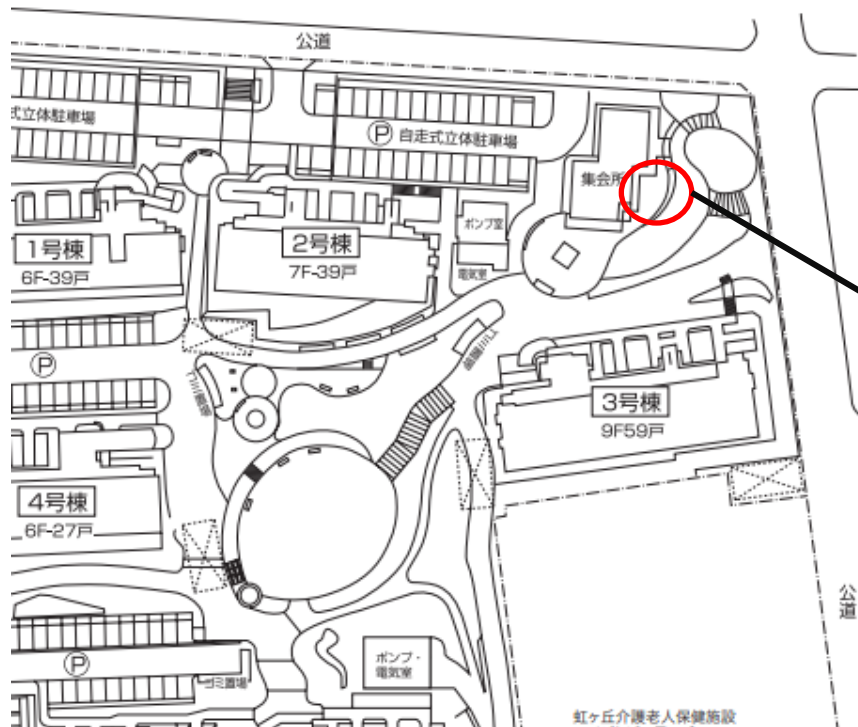 公道
式立体駐車場
P 自走式立体駐車場
集会所
ポンプ室
電気室
1号棟
6F-39戸
2号棟
7F-39戸
P
3号棟
9F59戸
4号棟
6F-27戸
公道
P
ゴミ置場
ポンプ・
電気室
虹ヶ丘介護老人保健施設